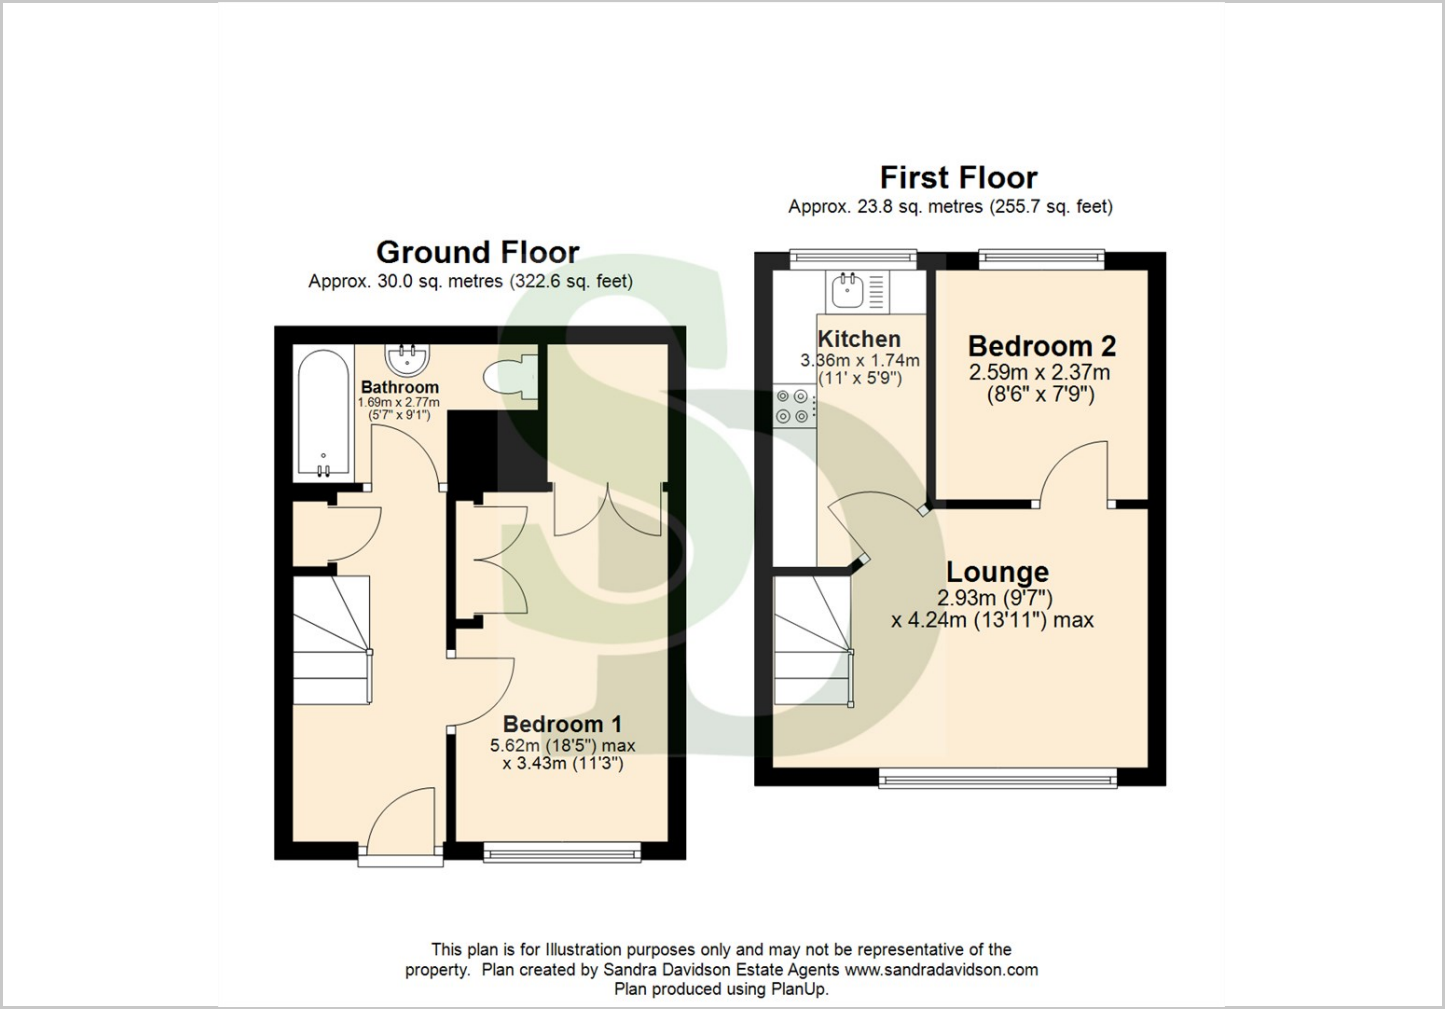 First Floor
Approx. 23.8 sq. metres (255.7 sq. feet)
Ground Floor
Approx. 30.0 sq. metres (322.6 sq. feet)
Kitchen
3.36m x 1.74m
(11' x 5'9")
Bedroom 2
2.59m x 2.37m
(8'6" x 7'9")
Bathroom
1.69m x 2.77m
(5'7" x 9'1")
Lounge
2.93m (9'7")
x 4.24m (13'11") max
Bedroom 1
5.62m (18'5") max
x 3.43m (11'3")
SD
This plan is for Illustration purposes only and may not be representative of the
property. Plan created by Sandra Davidson Estate Agents www.sandradavidson.com
Plan produced using PlanUp.